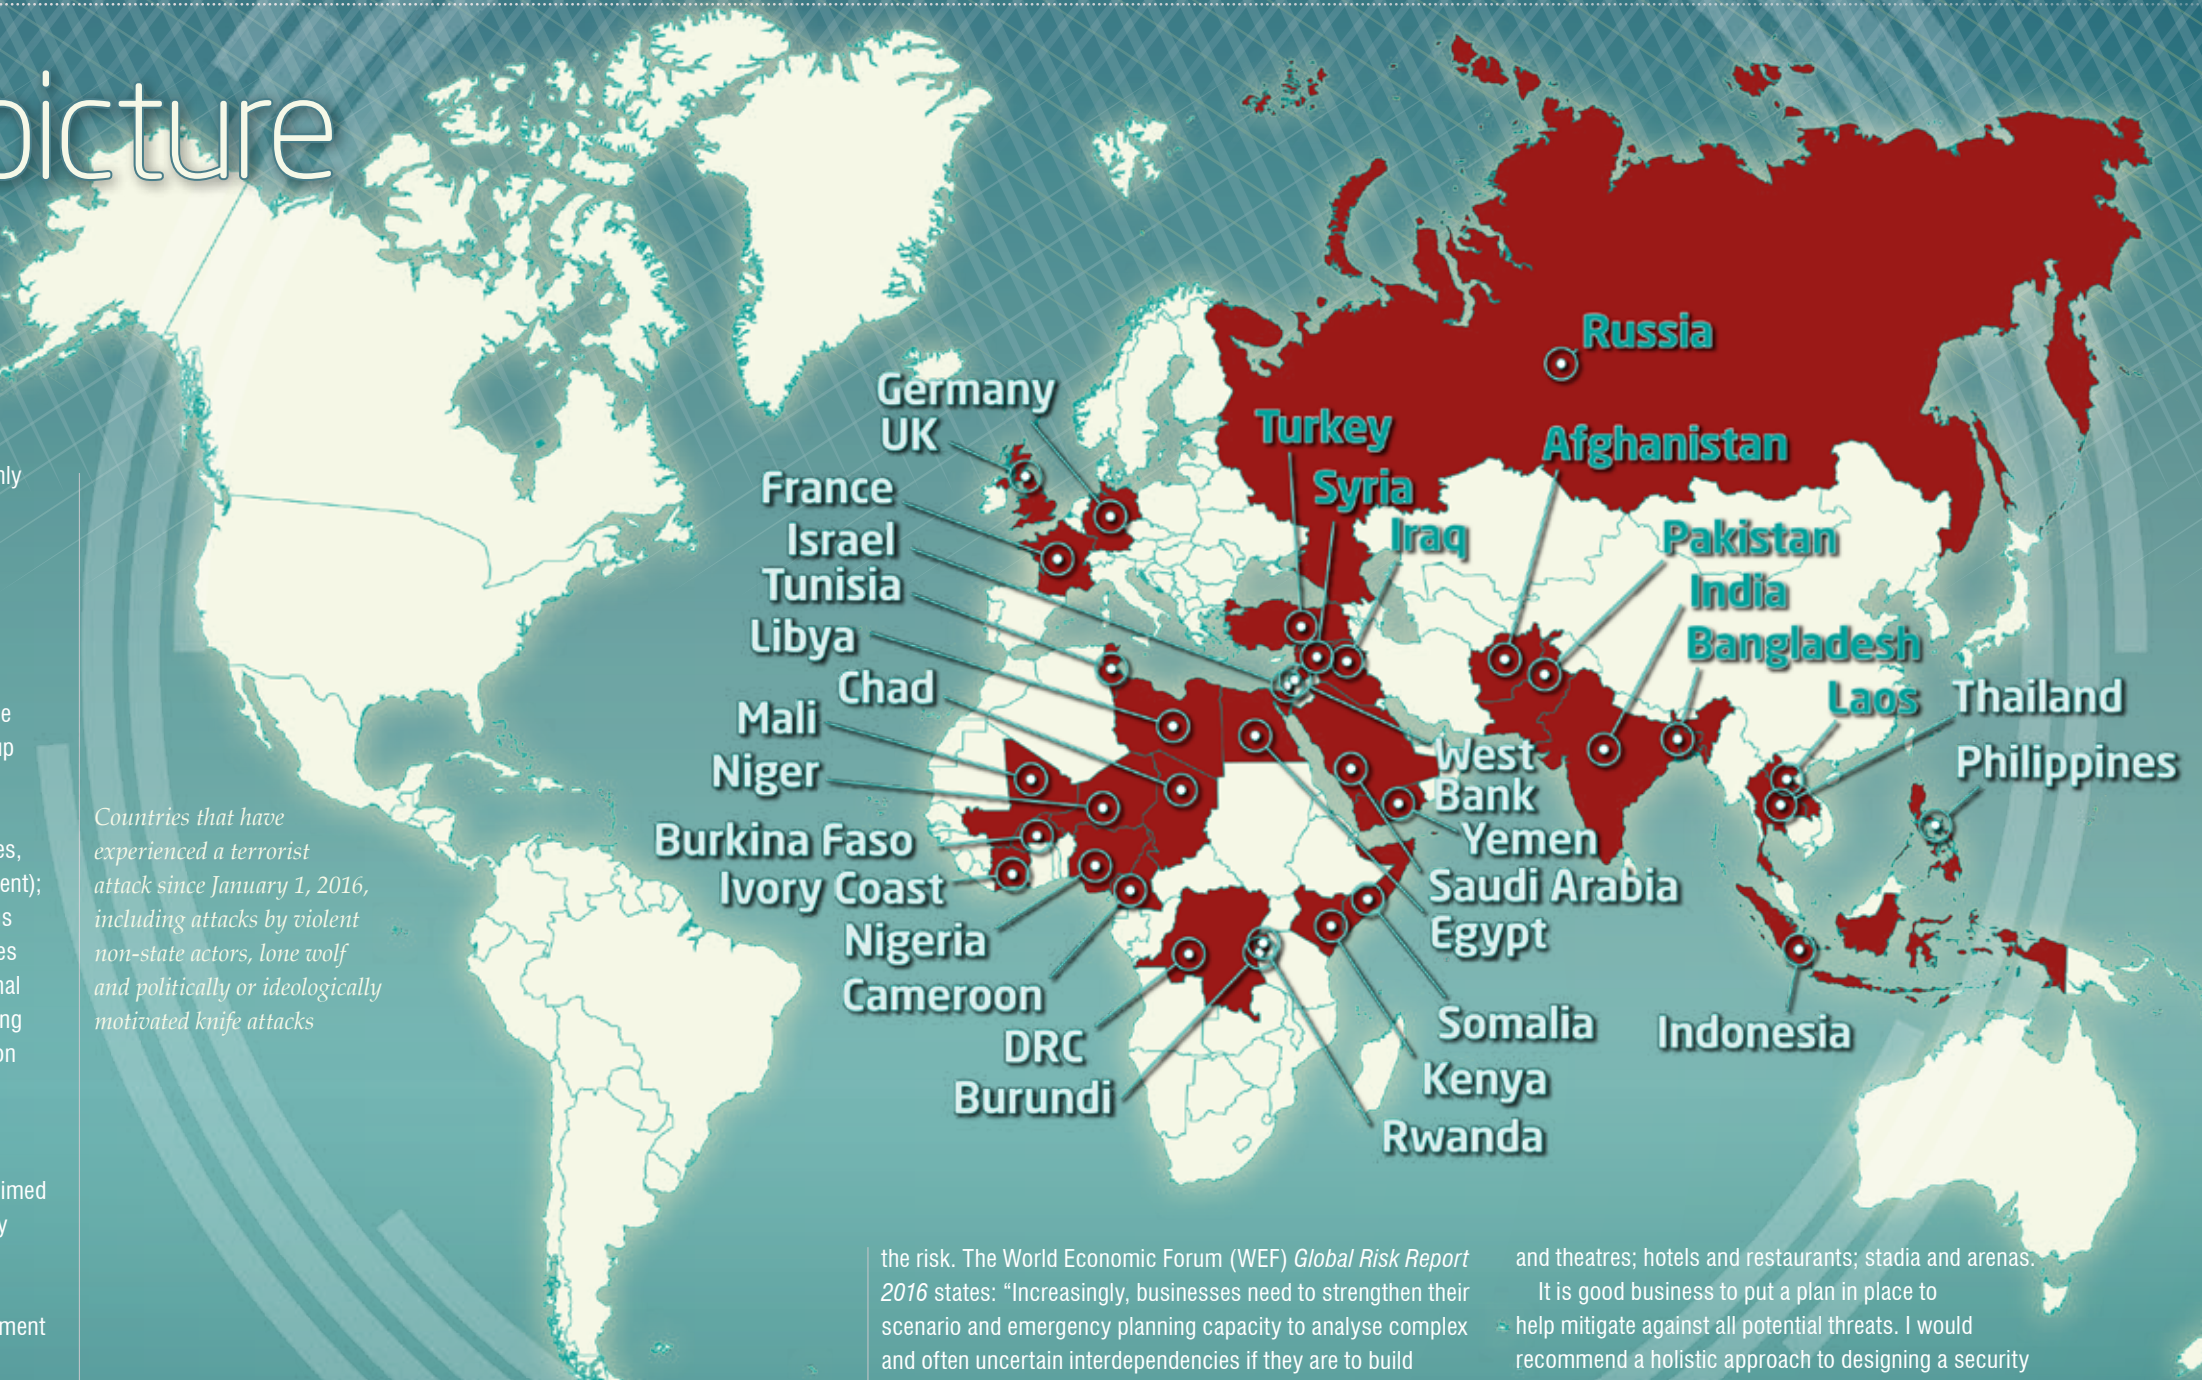 picture
Germany
UK
France
Israel
Tunisia
Libya
Chad
Mali
Niger
Burkina Faso
Ivory Coast
Nigeria
Cameroon
DRC
Burundi
Russia
Turkey
Afghanistan
Syria
Iraq
Pakistan
India
Bangladesh
Laos
Thailand
Philippines
West
Bank
Yemen
Saudi Arabia
Egypt
Somalia
Kenya
Rwanda
Indonesia
Countries that have
experienced a terrorist
attack since January 1, 2016,
including attacks by violent
non-state actors, lone wolf
and politically or ideologically
motivated knife attacks
the risk. The World Economic Forum (WEF) Global Risk Report
2016 states: “Increasingly, businesses need to strengthen their
scenario and emergency planning capacity to analyse complex
and often uncertain interdependencies if they are to build
and theatres; hotels and restaurants; stadia and arenas.
It is good business to put a plan in place to
help mitigate against all potential threats. I would
recommend a holistic approach to designing a security